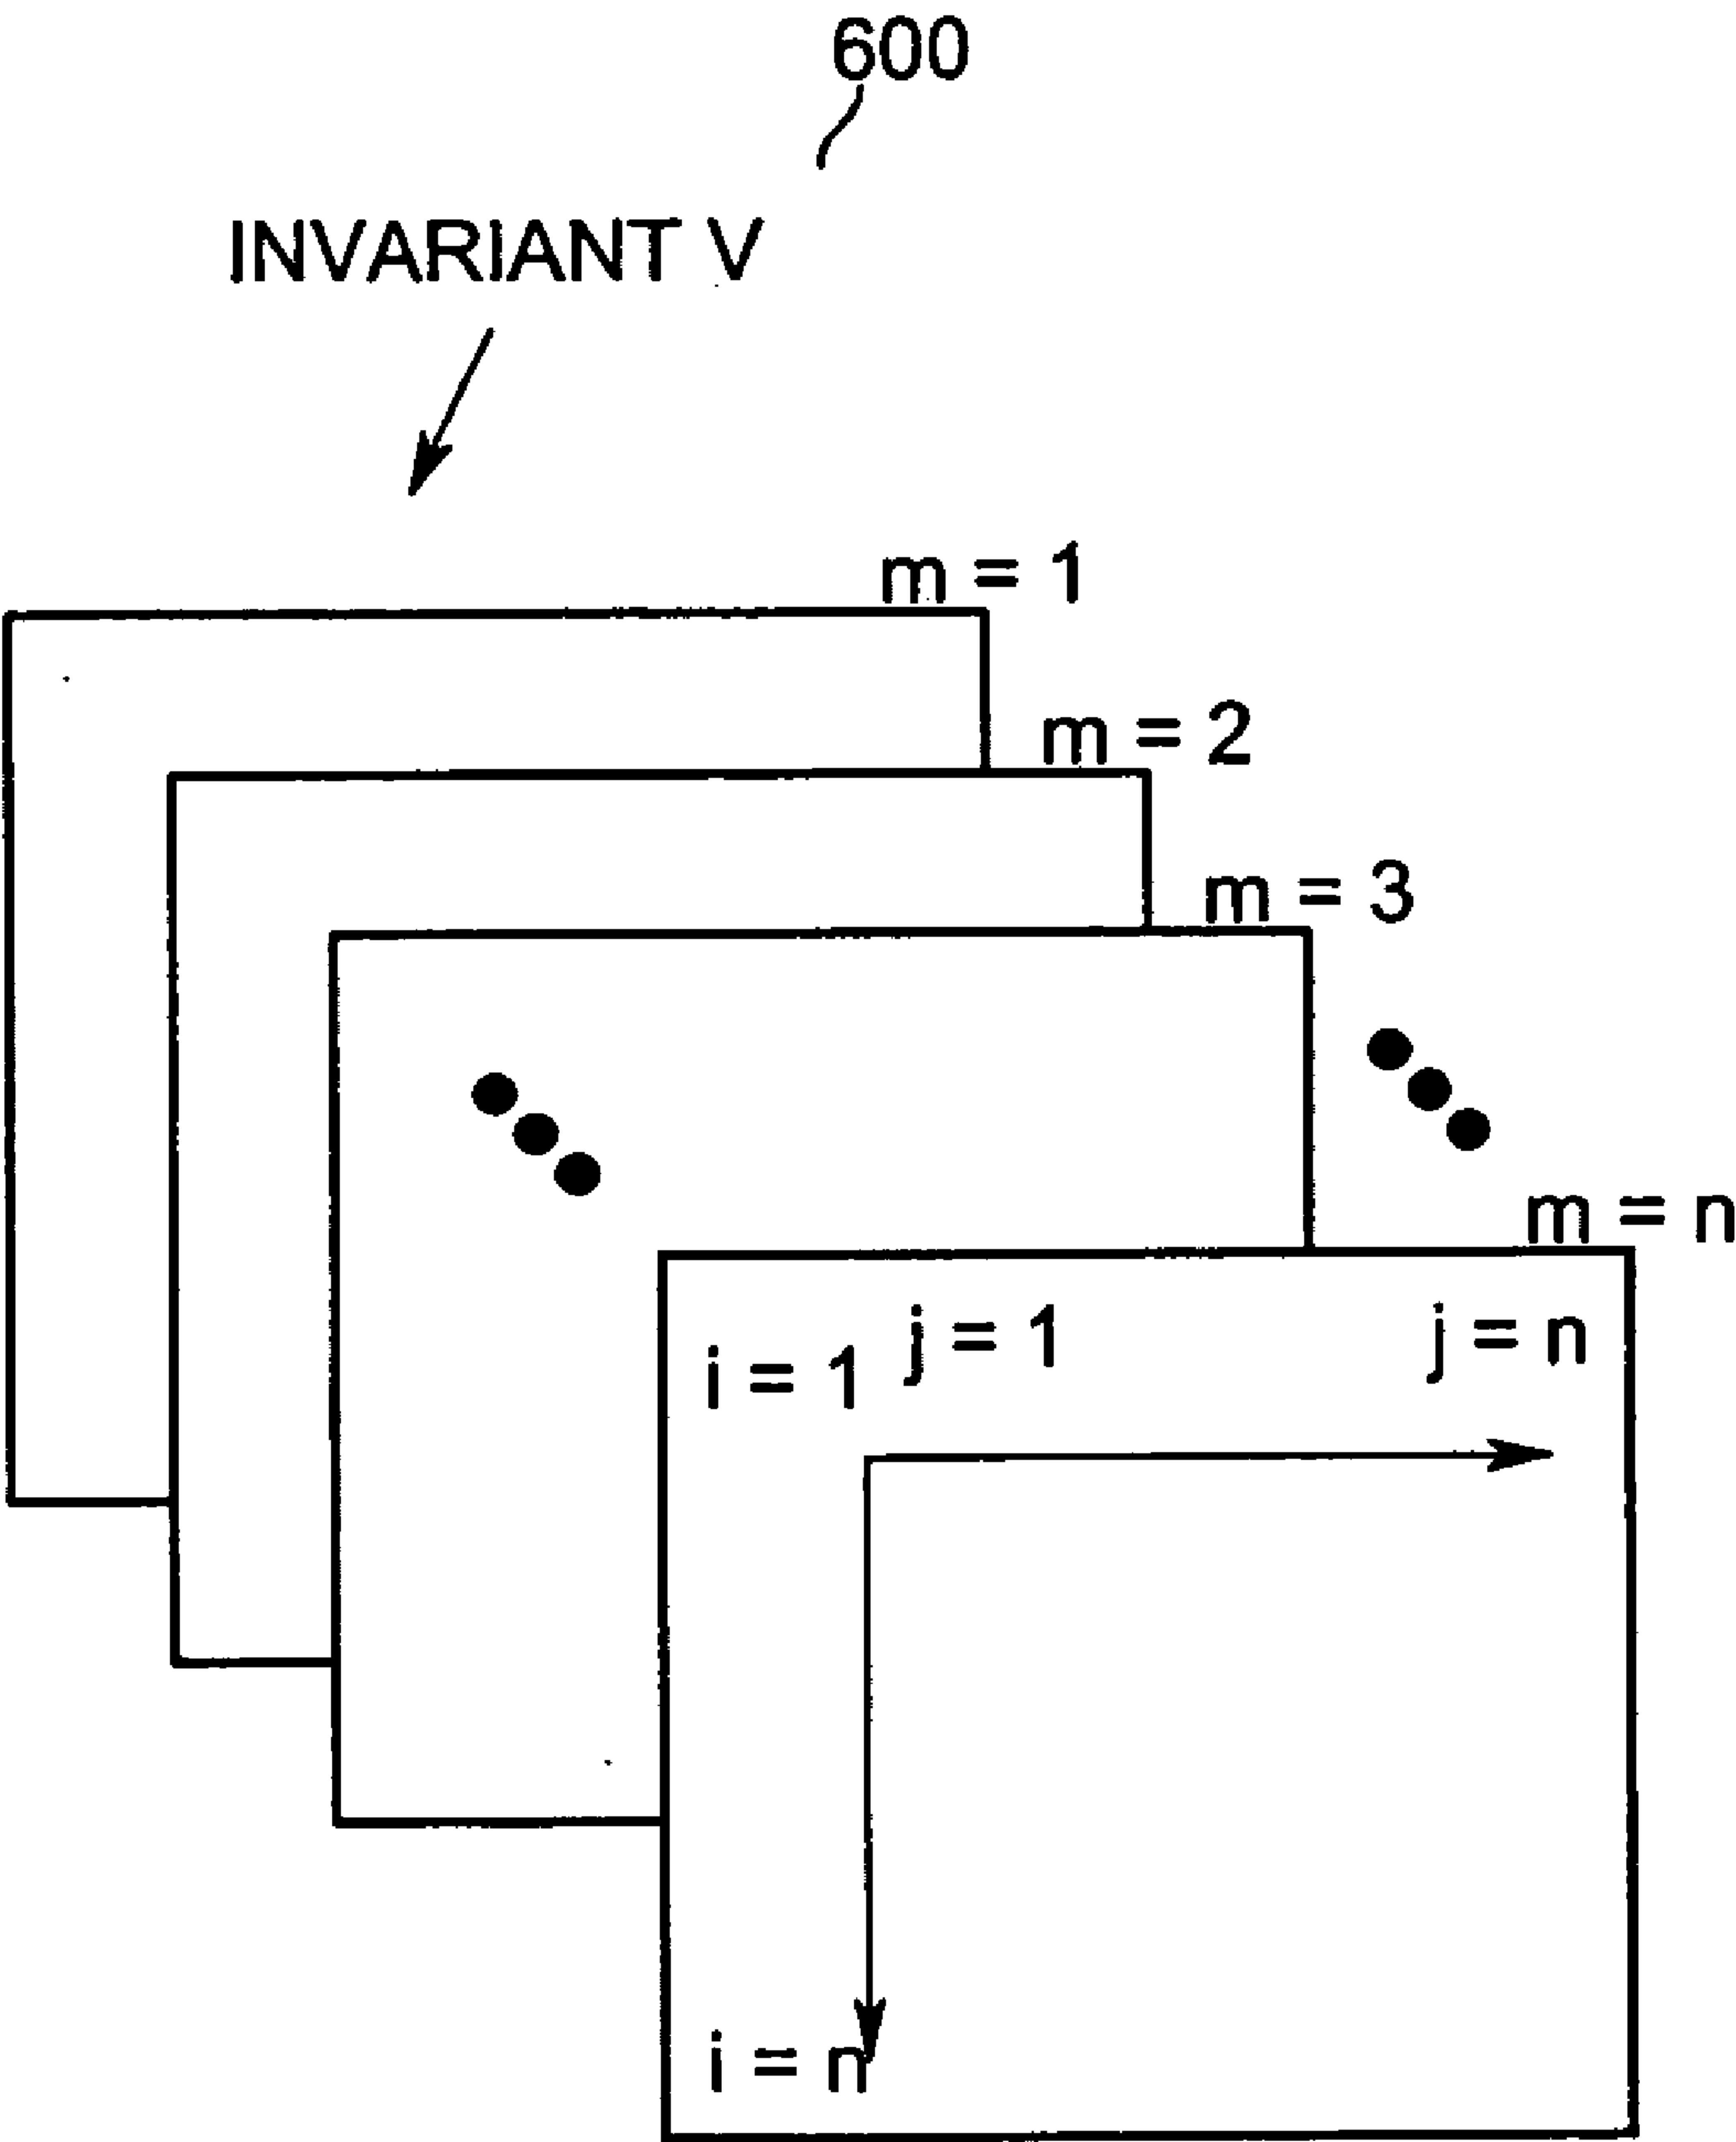 600
INVARIANT V
m = 1
m = 2
m = 3
m = n
i = 1
j = 1
j = n
i = n